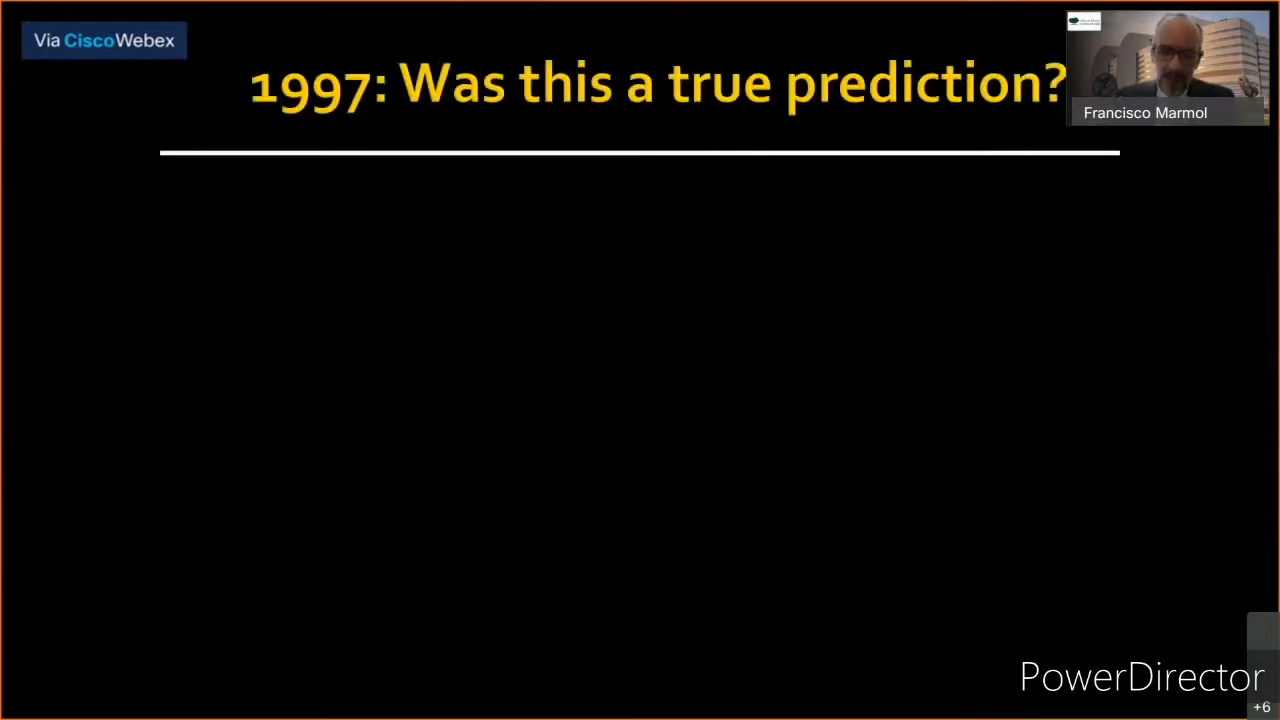 Via CiscoWebex
1997: Was this a true prediction?
Francisco Marmol
PowerDirector
+6